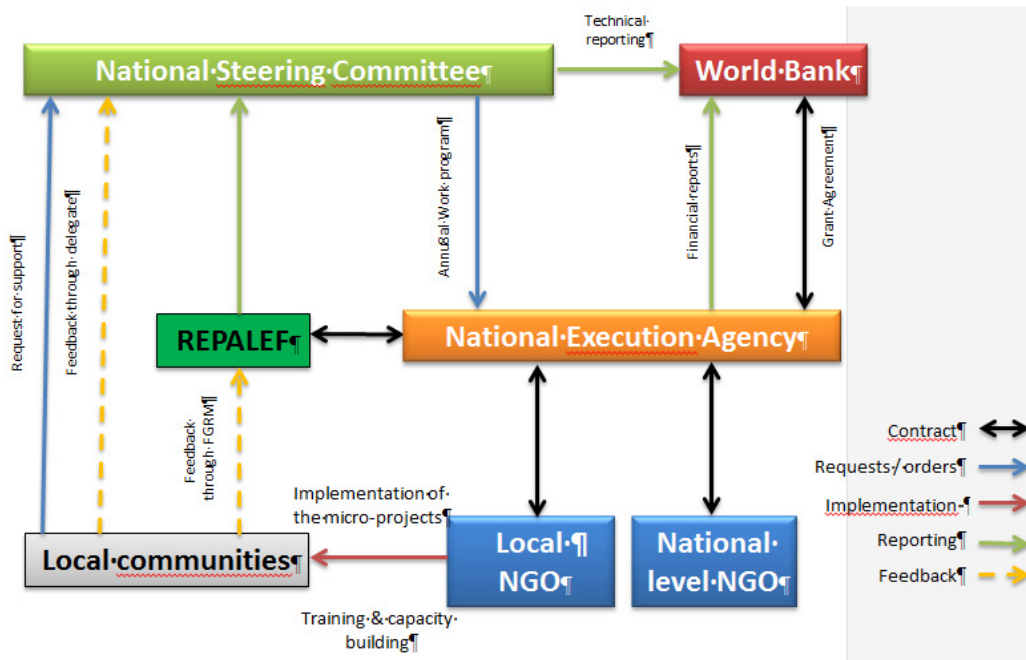 Technical·
reporting¶
National·Steering·Committee¶
World·Bank¶
Request·for·support¶
Feedback·through·delegate¶
Annußal·Work·program¶
Financial·reports¶
Grant·Agreement¶
REPALEF¶
National·Execution·Agency¶
Feedback·
through·FGRM¶
Contract¶
Requests·/·orders¶
Implementation·¶
Reporting¶
Feedback¶
Implementation·of·
the·micro-projects¶
Local·communities¶
Local·¶
NGO¶
National·
level·NGO¶
Training·&·capacity·
building¶